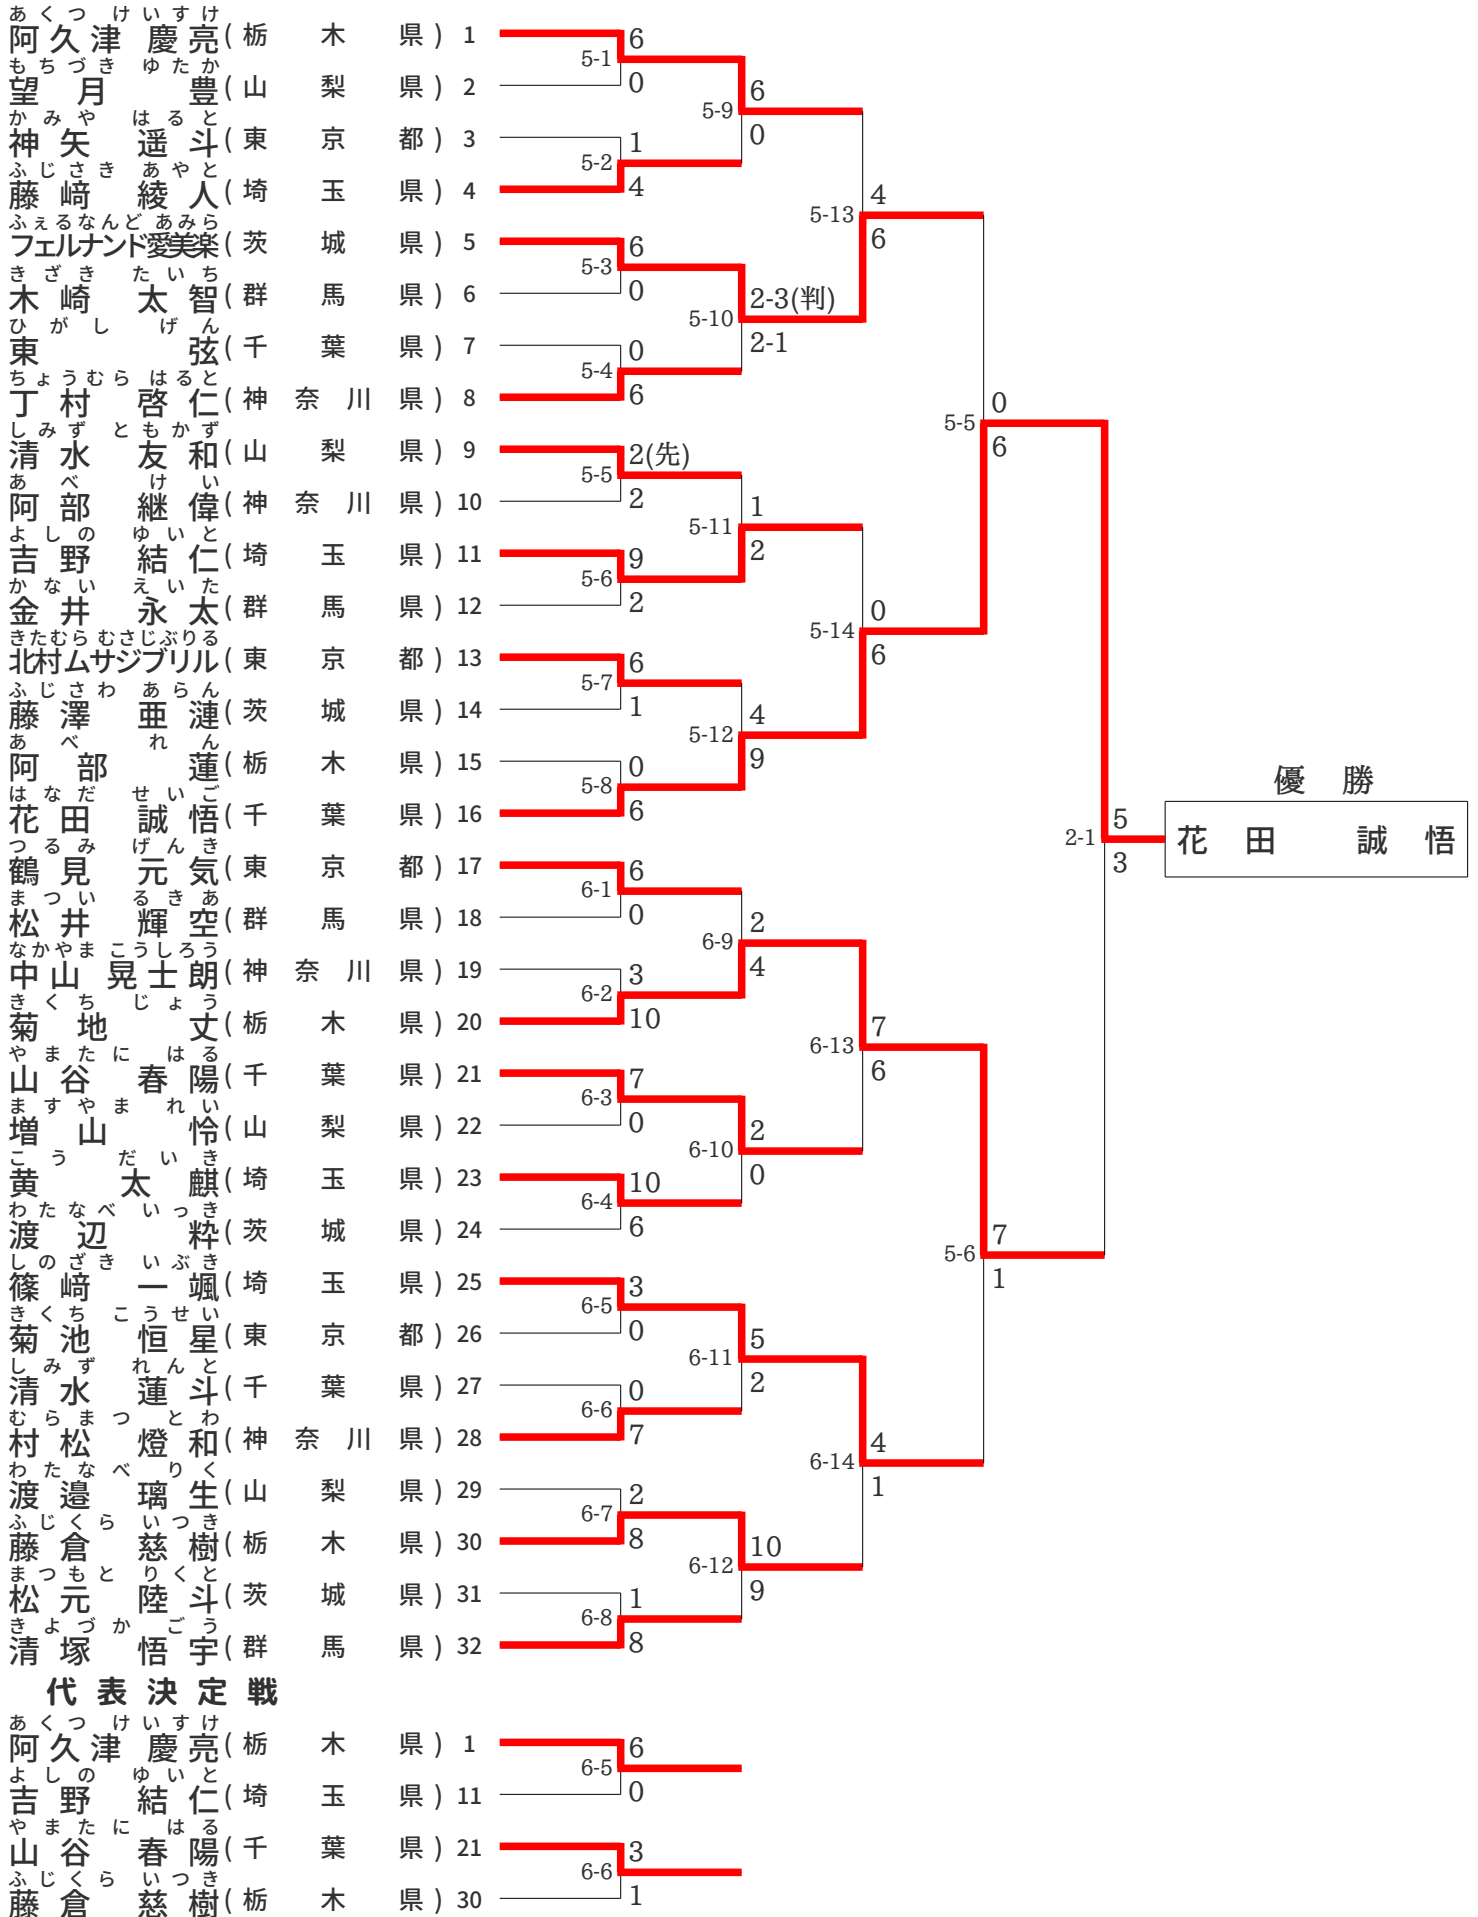 あくつ けいすけ
阿久津 慶亮(栃木県) 1
もちづき ゆたか
望月 豊(山梨県) 2
かみや はると
神矢 遥斗(東京都) 3
ふじさき あやと
藤﨑 綾人(埼玉県) 4
ふぇるなんど あみら
フェルナンド愛美楽(茨城県) 5
きざき たいち
木崎 太智(群馬県) 6
ひがし げん
東 弦(千葉県) 7
ちょうむら はると
丁村 啓仁(神奈川県) 8
しみず ともかず
清水 友和(山梨県) 9
あべ けい
阿部 継偉(神奈川県) 10
よしの ゆいと
吉野 結仁(埼玉県) 11
かない えいた
金井 永太(群馬県) 12
きたむら むさじぶりる
北村ムサジブリル(東京都) 13
ふじさわ あらん
藤澤 亜漣(茨城県) 14
あべ れん
阿部 蓮(栃木県) 15
はなだ せいご
花田 誠悟(千葉県) 16
つるみ げんき
鶴見 元気(東京都) 17
まつい るきあ
松井 輝空(群馬県) 18
なかやま こうしろう
中山 晃士朗(神奈川県) 19
きくち じょう
菊地 丈(栃木県) 20
やまたに はる
山谷 春陽(千葉県) 21
ますやま れい
増山 怜(山梨県) 22
こう だいき
黄 太麒(埼玉県) 23
わたなべ いっき
渡辺 粋(茨城県) 24
しのざき いぶき
篠﨑 一颯(埼玉県) 25
きくち こうせい
菊池 恒星(東京都) 26
しみず れんと
清水 蓮斗(千葉県) 27
むらまつ とわ
村松 燈和(神奈川県) 28
わたなべ りく
渡邉 璃生(山梨県) 29
ふじくら いつき
藤倉 慈樹(栃木県) 30
まつもと りくと
松元 陸斗(茨城県) 31
きよづか ごう
清塚 悟宇(群馬県) 32
5-1 6 0
5-2 1 4
5-3 6 0
5-4 0 6
5-5 2(先) 2
5-6 9 2
5-7 6 1
5-8 0 6
6-1 6 0
6-2 3 10
6-3 7 0
6-4 10 6
6-5 3 0
6-6 0 7
6-7 2 8
6-8 1 8
5-9 6 0
5-10 2-3(判) 2-1
5-11 1 2
5-12 4 9
6-9 2 4
6-10 2 0
6-11 5 2
6-12 10 9
5-13 4 6
5-14 0 6
6-13 7 6
6-14 4 1
5-5 0 6
5-6 7 1
2-1 5 3
優勝
花田 誠悟
代表決定戦
あくつ けいすけ
阿久津 慶亮(栃木県) 1
よしの ゆいと
吉野 結仁(埼玉県) 11
やまたに はる
山谷 春陽(千葉県) 21
ふじくら いつき
藤倉 慈樹(栃木県) 30
6-5 6 0
6-6 3 1